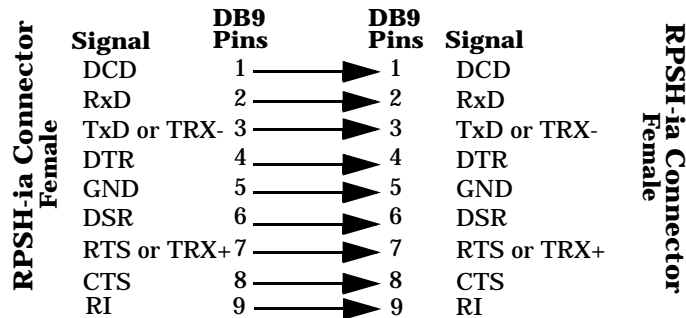 RPSH-ia Connector
Female
DB9 DB9
Signal Pins Pins Signal
DCD 1 1 DCD
RxD 2 2 RxD
TxD or TRX- 3 3 TxD or TRX-
DTR 4 4 DTR
GND 5 5 GND
DSR 6 6 DSR
RTS or TRX+ 7 7 RTS or TRX+
CTS 8 8 CTS
RI 9 9 RI
RPSH-ia Connector
Female